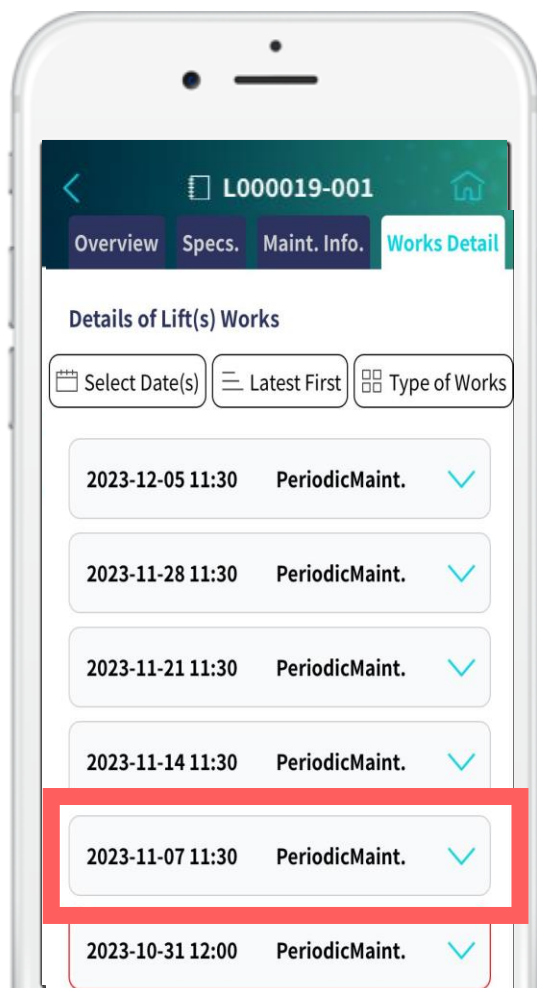 L000019-001
Overview Specs. Maint. Info. Works Detail
Details of Lift(s) Works
Select Date(s) Latest First Type of Works
2023-12-05 11:30 PeriodicMaint.
2023-11-28 11:30 PeriodicMaint.
2023-11-21 11:30 PeriodicMaint.
2023-11-14 11:30 PeriodicMaint.
2023-11-07 11:30 PeriodicMaint.
2023-10-31 12:00 PeriodicMaint.